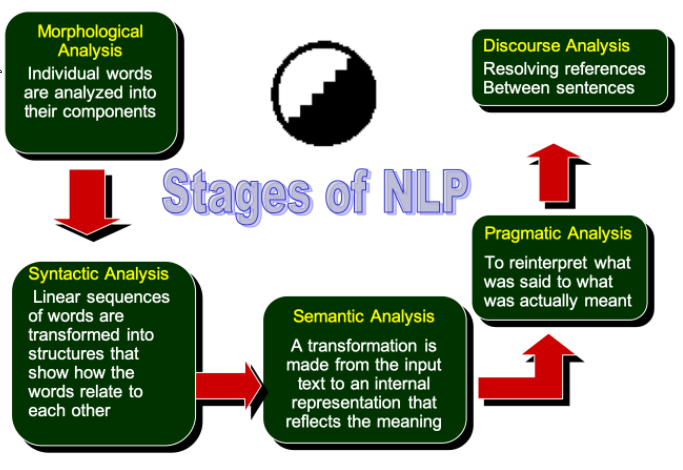 Morphological
Analysis
Individual words
are analyzed into
their components
Stages of NLP
Syntactic Analysis
Linear sequences
of words are
transformed into
structures that
show how the
words relate to
each other
Semantic Analysis
A transformation is
made from the input
text to an internal
representation that
reflects the meaning
Pragmatic Analysis
To reinterpret what
was said to what
was actually meant
Discourse Analysis
Resolving references
Between sentences